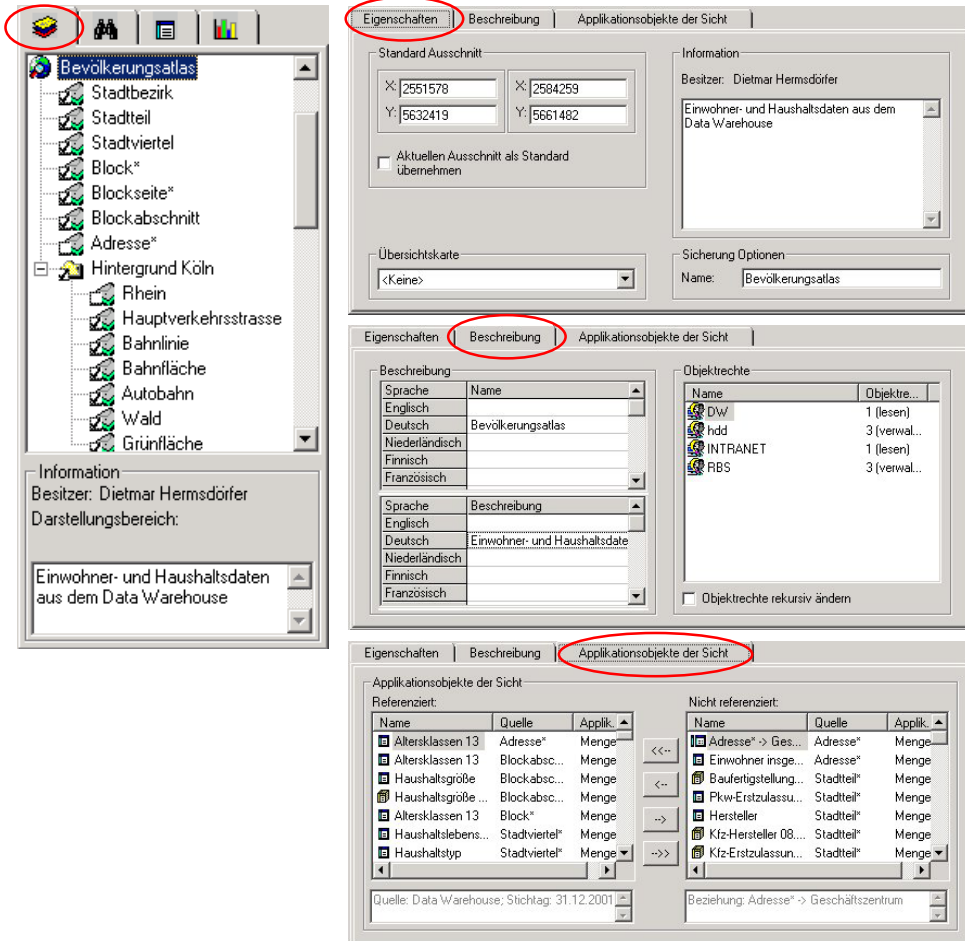 Bevölkerungsatlas
Stadtbezirk
Stadtteil
Stadtviertel
Block*
Blockseite*
Blockabschnitt
Adresse*
Hintergrund Köln
Rhein
Hauptverkehrsstrasse
Bahnlinie
Bahnfläche
Autobahn
Wald
Grünfläche
Information
Besitzer: Dietmar Hermsdörfer
Darstellungsbereich:
Einwohner- und Haushaltsdaten
aus dem Data Warehouse
Eigenschaften Beschreibung Applikationsobjekte der Sicht
Standard Ausschnitt
X: 2551578 X: 2584259
Y: 5632419 Y: 5661482
Aktuellen Ausschnitt als Standard
übernehmen
Übersichtskarte
<Keine>
Information
Besitzer: Dietmar Hermsdörfer
Einwohner- und Haushaltsdaten aus dem
Data Warehouse
Sicherung Optionen
Name: Bevölkerungsatlas
Eigenschaften Beschreibung Applikationsobjekte der Sicht
Beschreibung
Sprache Name
Englisch
Deutsch Bevölkerungsatlas
Niederländisch
Finnisch
Französisch
Sprache Beschreibung
Englisch
Deutsch Einwohner- und Haushaltsdate
Niederländisch
Finnisch
Französisch
Objektrechte
Name Objektre...
DW 1 (lesen)
hdd 3 (verwal...
INTRANET 1 (lesen)
RBS 3 (verwal...
Objektrechte rekursiv ändern
Eigenschaften Beschreibung Applikationsobjekte der Sicht
Applikationsobjekte der Sicht
Referenziert:
Name Quelle Applik.
Altersklassen 13 Adresse* Menge
Altersklassen 13 Blockabsc... Menge
Haushaltsgröße Blockabsc... Menge
Haushaltsgröße ... Blockabsc... Menge
Altersklassen 13 Block* Menge
Haushaltslebens... Stadtviertel* Menge
Haushaltstyp Stadtviertel* Menge
Quelle: Data Warehouse; Stichtag: 31.12.2001
<<--
<--
-->
-->>
Nicht referenziert:
Name Quelle Applik.
Adresse* -> Ges... Adresse* Menge
Einwohner insge... Adresse* Menge
Baufertigstellung... Stadtteil* Menge
Pkw-Erstzulassu... Stadtteil* Menge
Hersteller Stadtteil* Menge
Kfz-Hersteller 08.... Stadtteil* Menge
Kfz-Erstzulassun... Stadtteil* Menge
Beziehung: Adresse* -> Geschäftszentrum